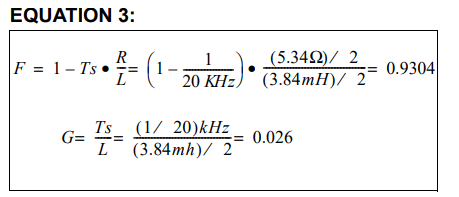 EQUATION 3:
F = 1 – Ts • R/L = (1 – 1/20 KHz) • (5.34Ω)/ 2 / (3.84mH)/ 2 = 0.9304
G= Ts/L = (1/ 20)kHz / (3.84mh)/ 2 = 0.026